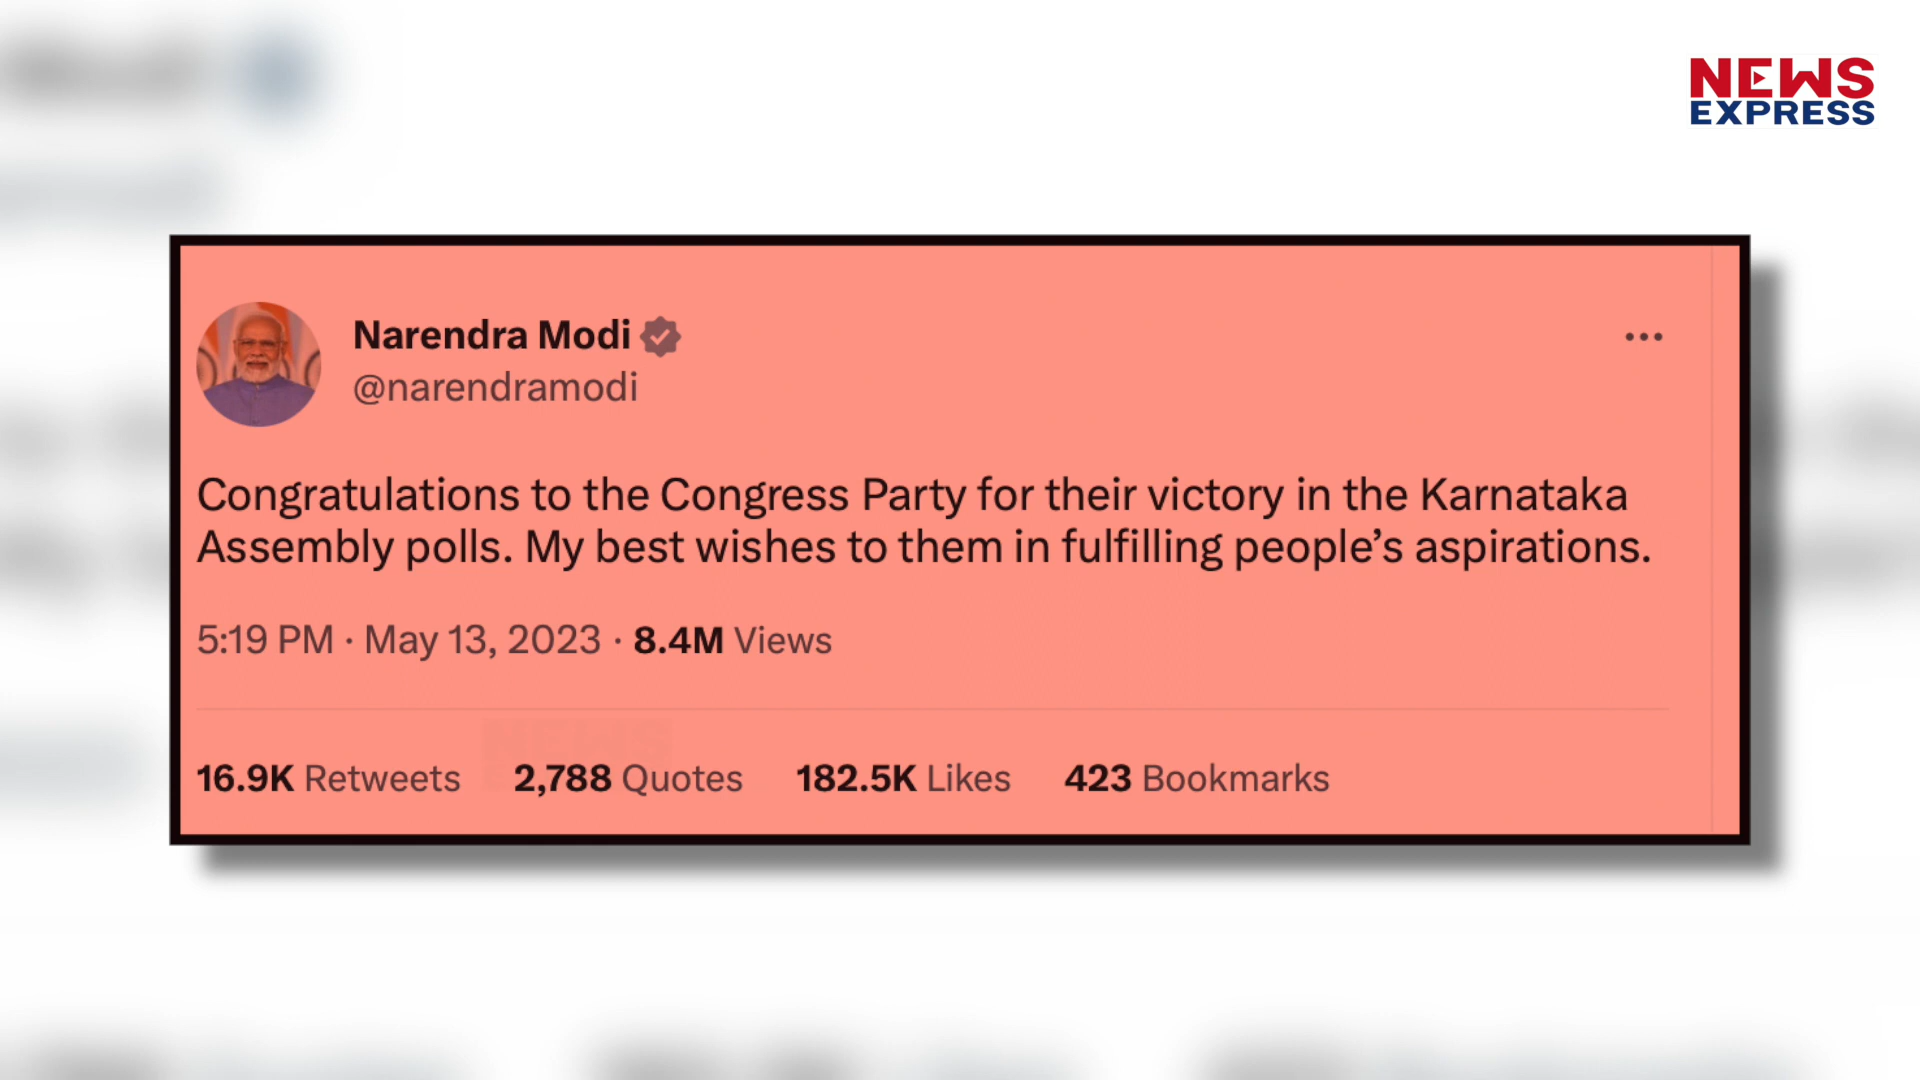 NEWS
EXPRESS
Narendra Modi
@narendramodi
Congratulations to the Congress Party for their victory in the Karnataka
Assembly polls. My best wishes to them in fulfilling people’s aspirations.
5:19 PM · May 13, 2023 · 8.4M Views
16.9K Retweets 2,788 Quotes 182.5K Likes 423 Bookmarks